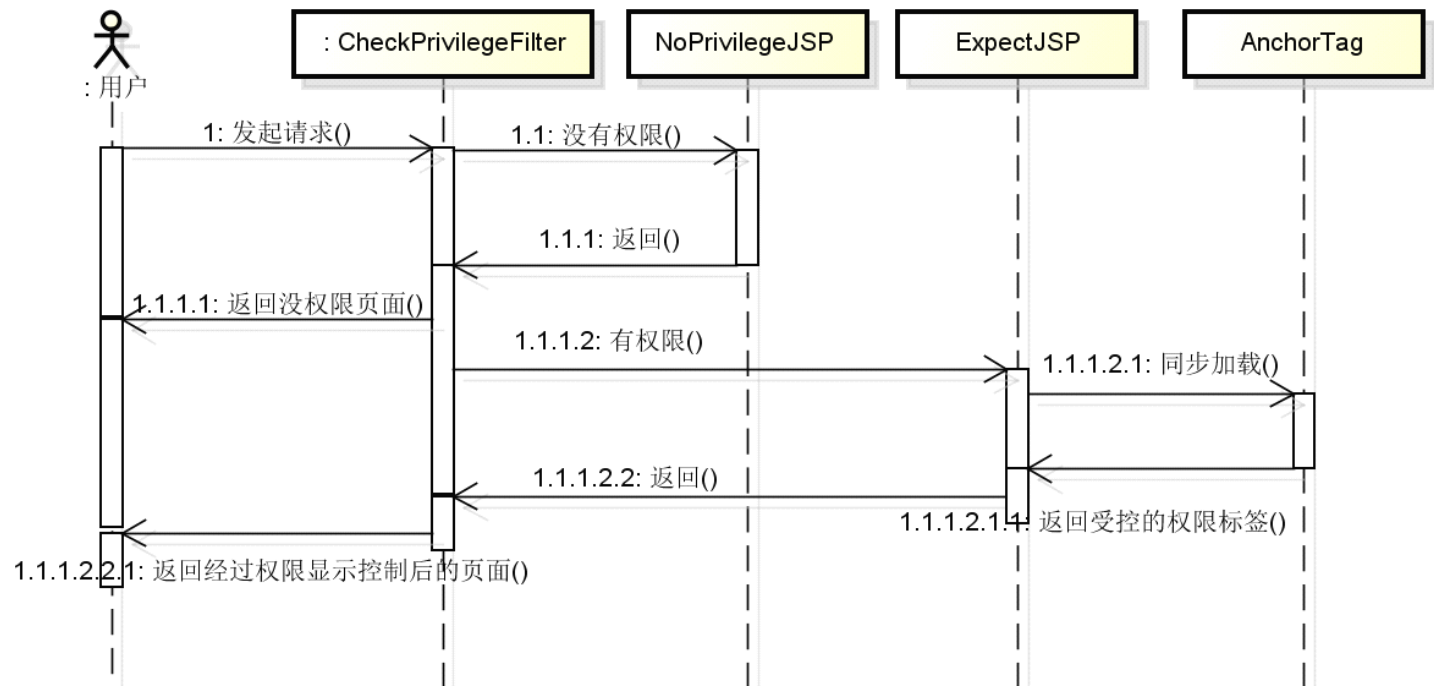 : 用户
: CheckPrivilegeFilter
NoPrivilegeJSP
ExpectJSP
AnchorTag
1: 发起请求()
1.1: 没有权限()
1.1.1: 返回()
1.1.1.1: 返回没权限页面()
1.1.1.2: 有权限()
1.1.1.2.1: 同步加载()
1.1.1.2.2: 返回()
1.1.1.2.1.1: 返回受控的权限标签()
1.1.1.2.2.1: 返回经过权限显示控制后的页面()